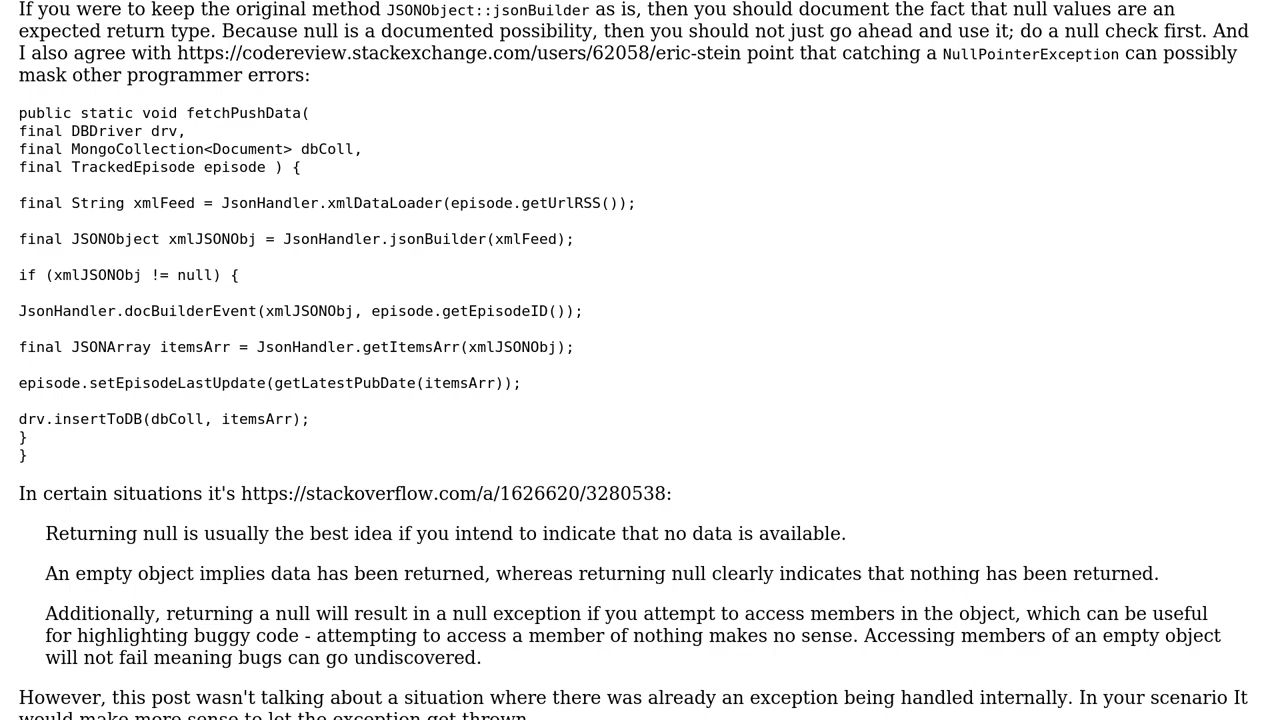 If you were to keep the original method JSONObject::jsonBuilder as is, then you should document the fact that null values are an
expected return type. Because null is a documented possibility, then you should not just go ahead and use it; do a null check first. And
I also agree with https://codereview.stackexchange.com/users/62058/eric-stein point that catching a NullPointerException can possibly
mask other programmer errors:
public static void fetchPushData(
final DBDriver drv,
final MongoCollection<Document> dbColl,
final TrackedEpisode episode ) {
final String xmlFeed = JsonHandler.xmlDataLoader(episode.getUrlRSS());
final JSONObject xmlJSONObj = JsonHandler.jsonBuilder(xmlFeed);
if (xmlJSONObj != null) {
JsonHandler.docBuilderEvent(xmlJSONObj, episode.getEpisodeID());
final JSONArray itemsArr = JsonHandler.getItemsArr(xmlJSONObj);
episode.setEpisodeLastUpdate(getLatestPubDate(itemsArr));
drv.insertToDB(dbColl, itemsArr);
}
}
In certain situations it's https://stackoverflow.com/a/1626620/3280538:
Returning null is usually the best idea if you intend to indicate that no data is available.
An empty object implies data has been returned, whereas returning null clearly indicates that nothing has been returned.
Additionally, returning a null will result in a null exception if you attempt to access members in the object, which can be useful
for highlighting buggy code - attempting to access a member of nothing makes no sense. Accessing members of an empty object
will not fail meaning bugs can go undiscovered.
However, this post wasn't talking about a situation where there was already an exception being handled internally. In your scenario It
would make more sense to let the exception get thrown.